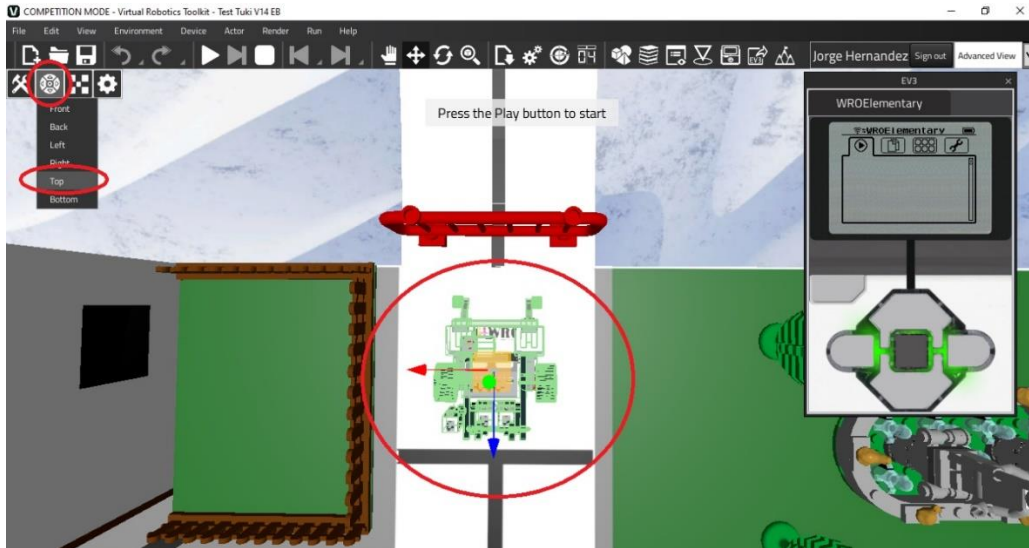 COMPETITION MODE - Virtual Robotics Toolkit - Test Tuki V14 EB
File Edit View Environment Device Actor Render Run Help
Jorge Hernandez Sign out Advanced View
EV3
WROElementary
WROElementary
Press the Play button to start
Front
Back
Left
Right
Top
Bottom